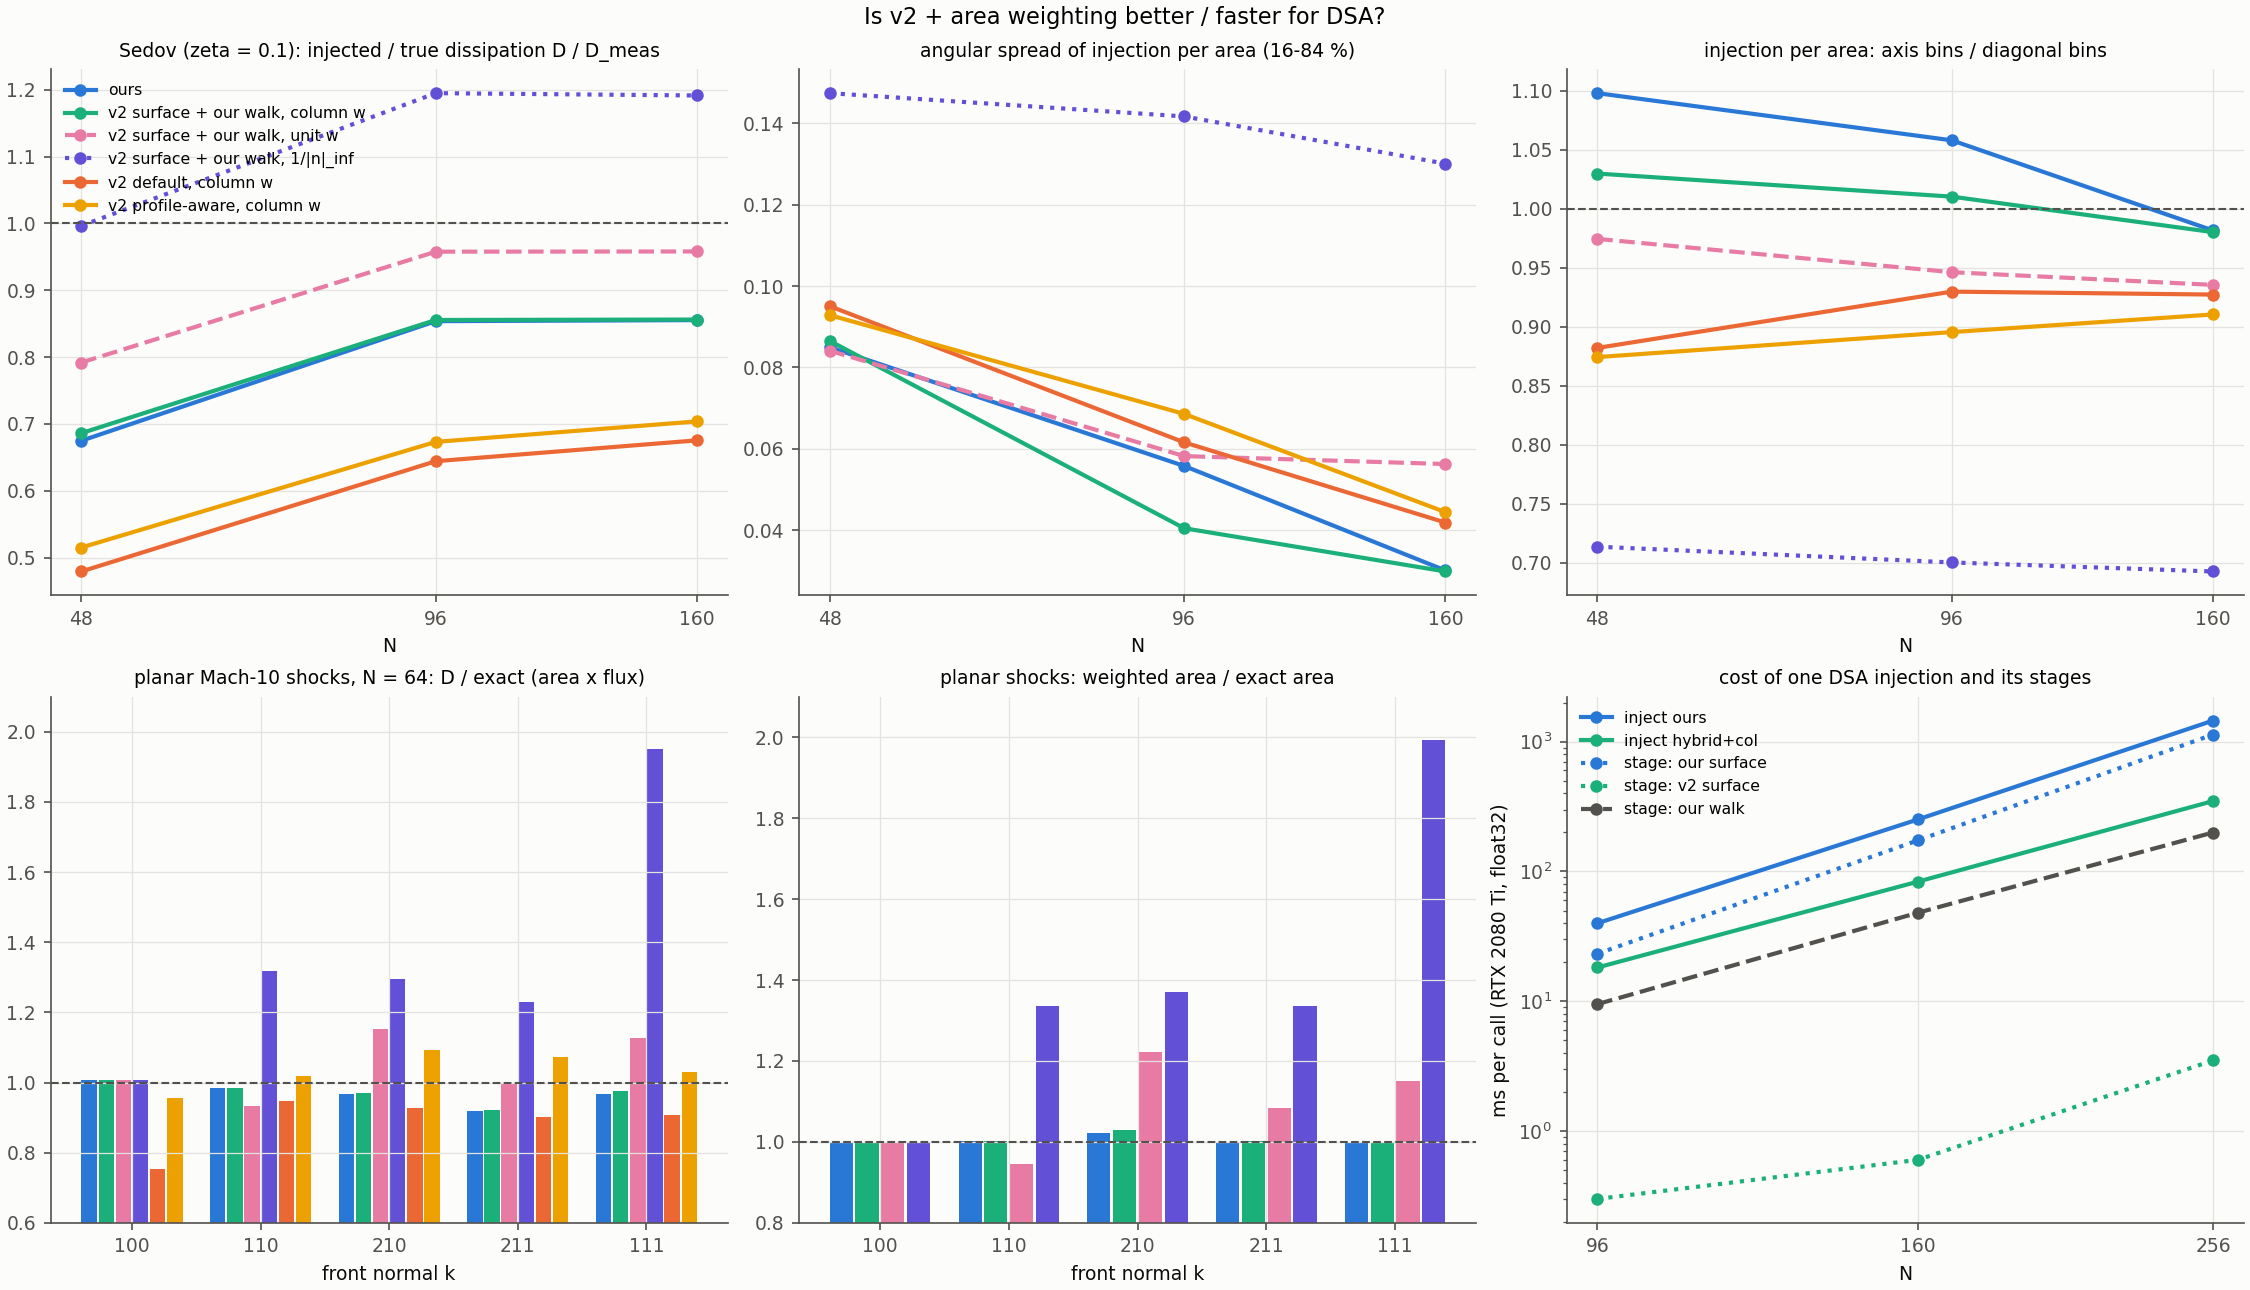 Is v2 + area weighting better / faster for DSA?
Sedov (zeta = 0.1): injected / true dissipation D / D_meas
1.2
1.1
1.0
0.9
0.8
0.7
0.6
0.5
ours
v2 surface + our walk, column w
v2 surface + our walk, unit w
v2 surface + our walk, 1/|n|_inf
v2 default, column w
v2 profile-aware, column w
48
96
160
N
angular spread of injection per area (16-84 %)
0.14
0.12
0.10
0.08
0.06
0.04
48
96
160
N
injection per area: axis bins / diagonal bins
1.10
1.05
1.00
0.95
0.90
0.85
0.80
0.75
0.70
48
96
160
N
planar Mach-10 shocks, N = 64: D / exact (area x flux)
2.0
1.8
1.6
1.4
1.2
1.0
0.8
0.6
100
110
210
211
111
front normal k
planar shocks: weighted area / exact area
2.0
1.8
1.6
1.4
1.2
1.0
0.8
100
110
210
211
111
front normal k
cost of one DSA injection and its stages
ms per call (RTX 2080 Ti, float32)
10³
10²
10¹
10⁰
inject ours
inject hybrid+col
stage: our surface
stage: v2 surface
stage: our walk
96
160
256
N